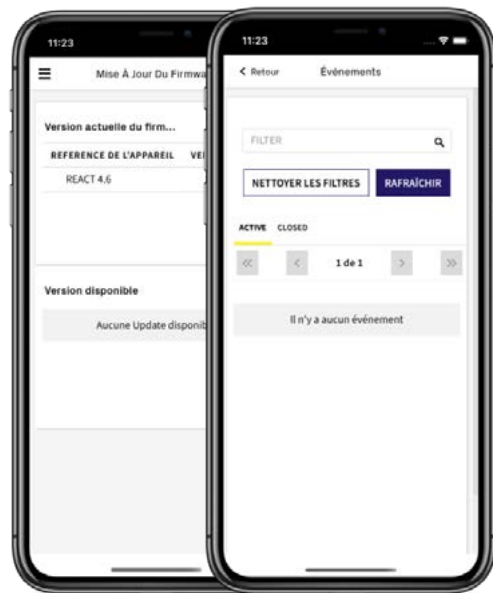 11:23
Mise À Jour Du Firmwa
Version actuelle du firm...
REFERENCE DE L'APPAREIL VE
REACT 4.6
Version disponible
Aucune Update disponib
11:23
Retour Événements
FILTER
NETTOYER LES FILTRES RAFRAÎCHIR
ACTIVE CLOSED
1 de 1
Il n'y a aucun événement